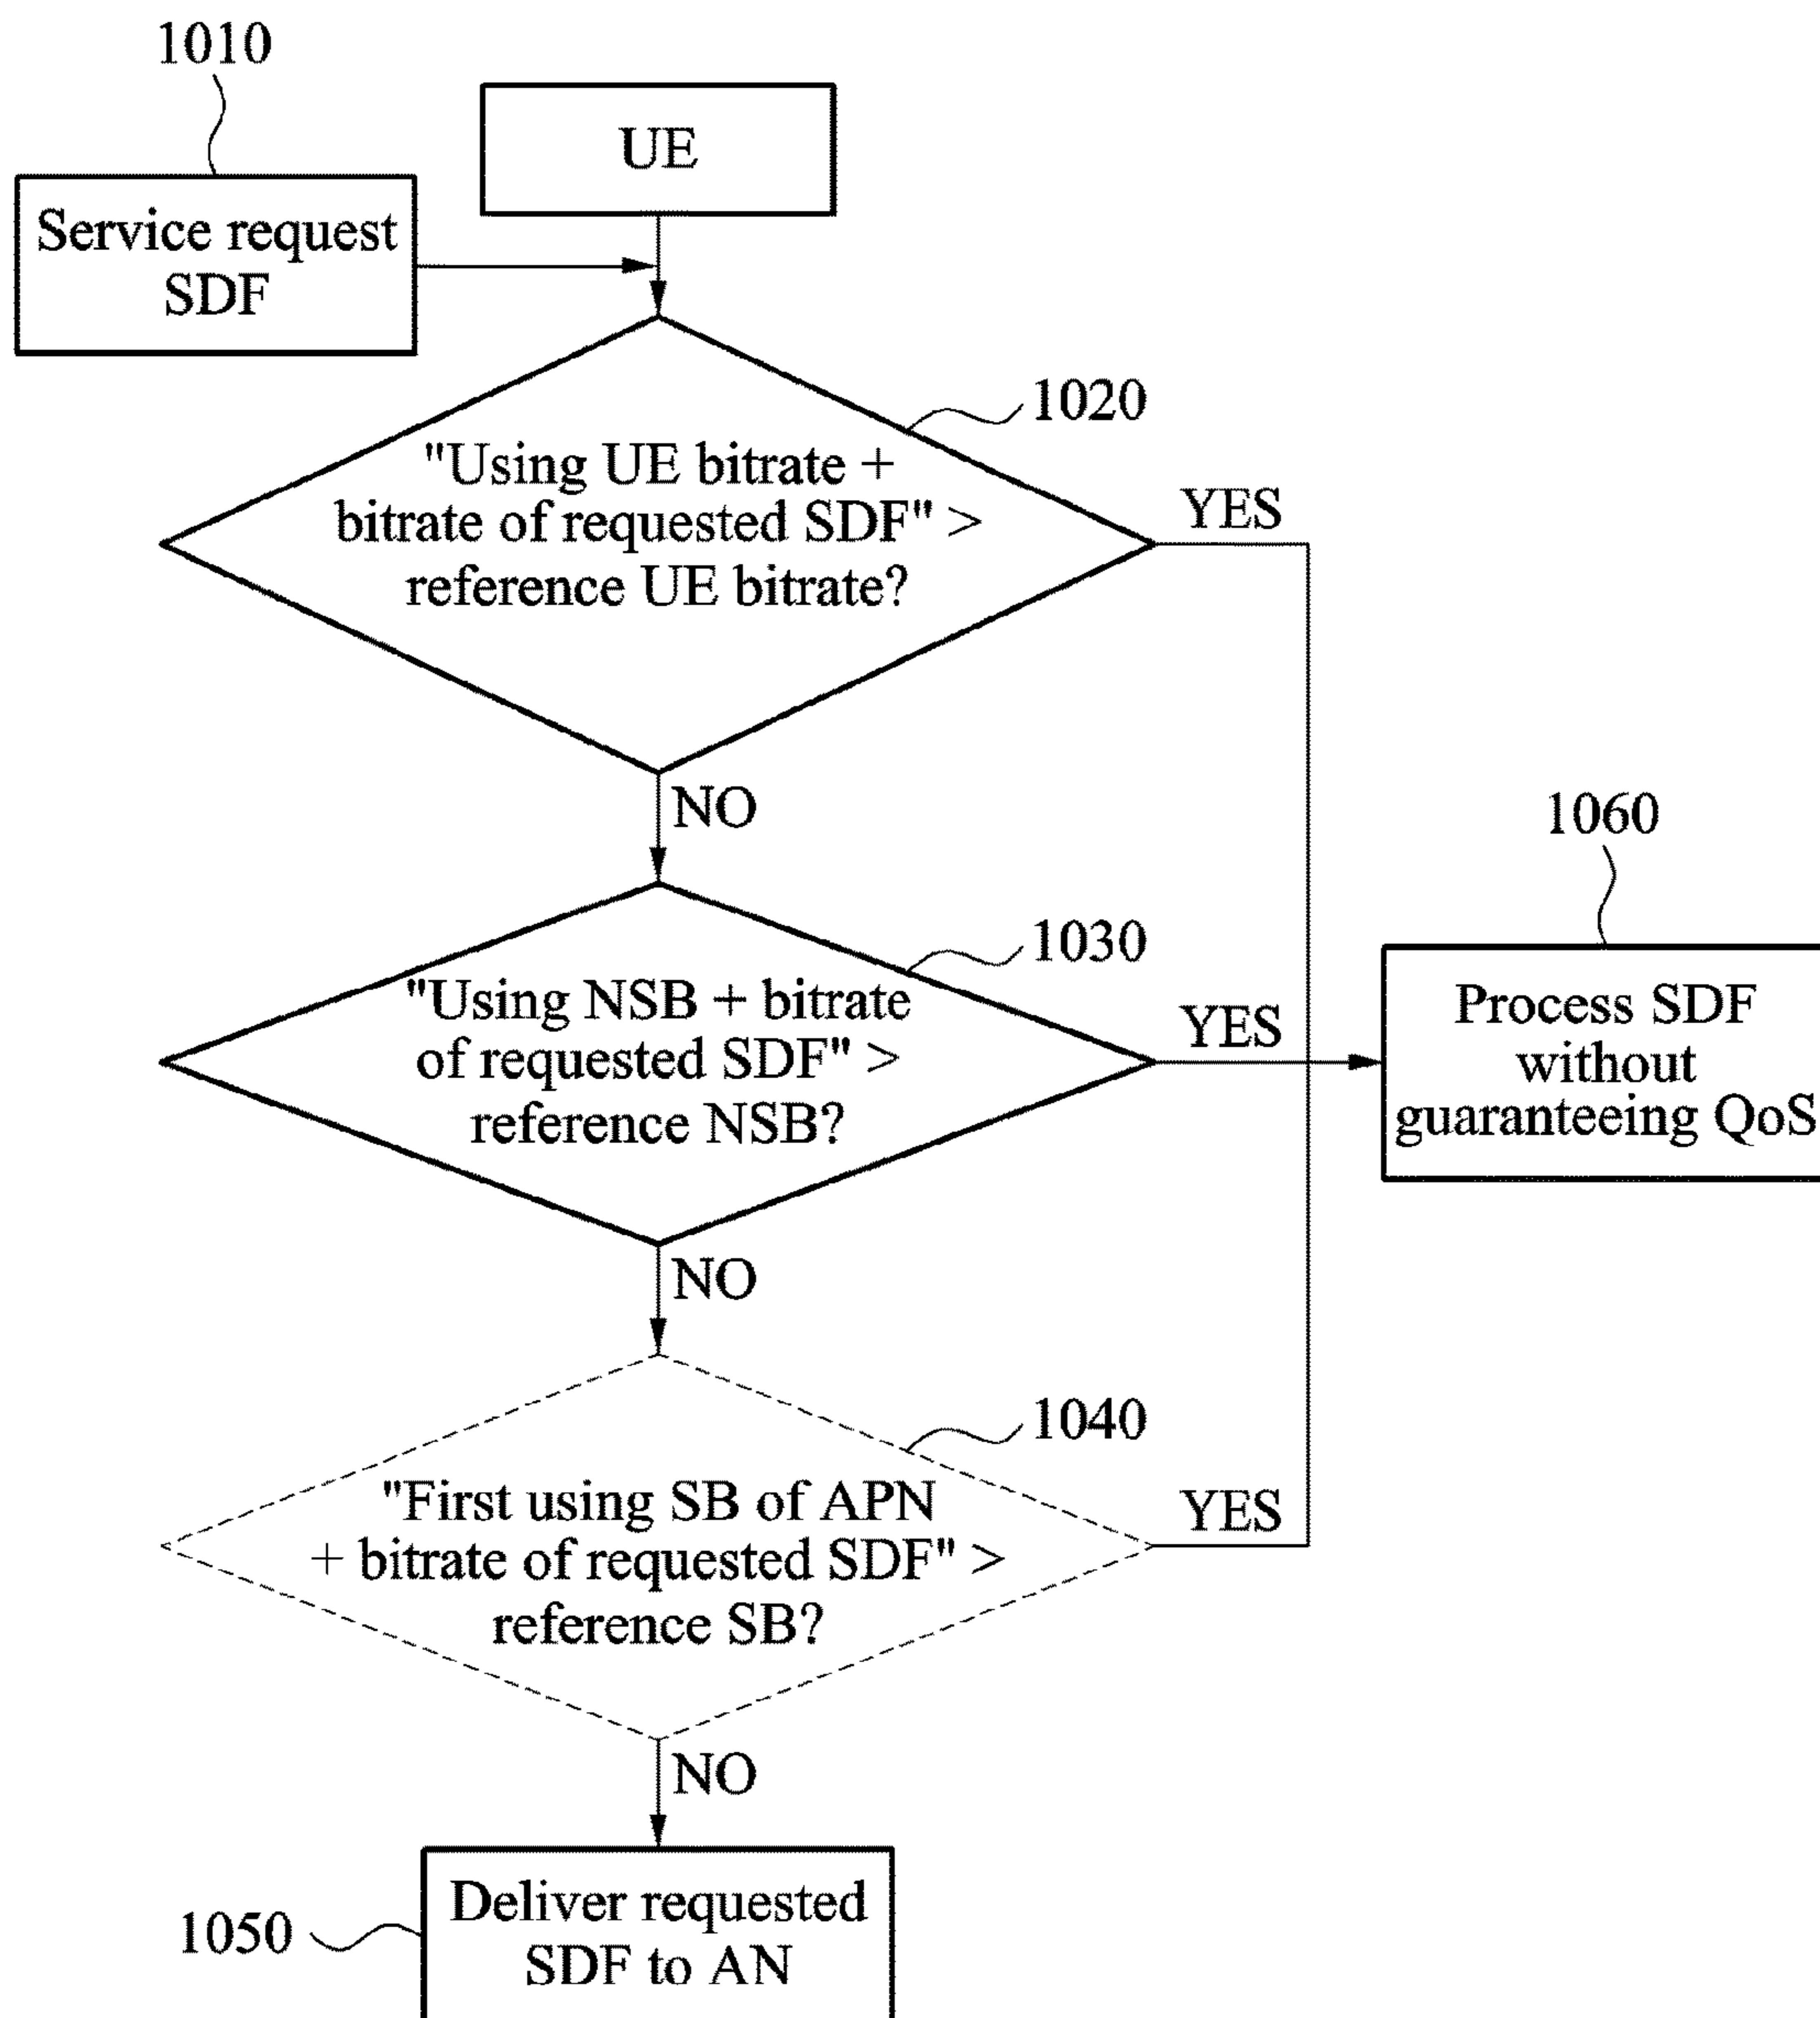 1010
UE
Service request
SDF
1020
"Using UE bitrate +
bitrate of requested SDF" >
reference UE bitrate?
YES
NO
1060
1030
"Using NSB + bitrate
of requested SDF" >
reference NSB?
YES
Process SDF
without
guaranteeing QoS
NO
1040
"First using SB of APN
+ bitrate of requested SDF" >
reference SB?
YES
NO
1050
Deliver requested
SDF to AN